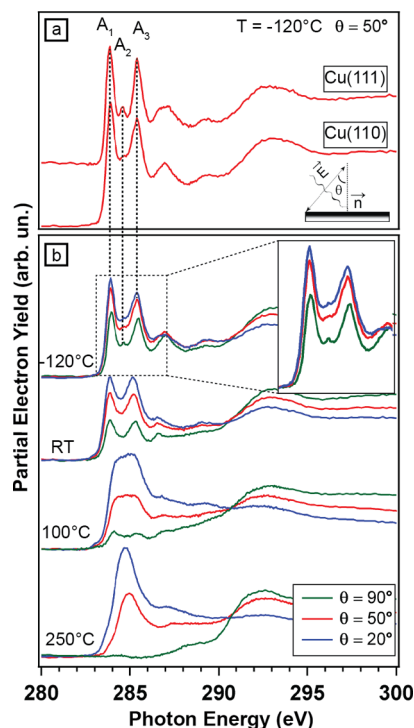 a
A1 A2 A3
T = -120°C θ = 50°
Cu(111)
Cu(110)
E
θ
n
b
-120°C
RT
100°C
250°C
θ = 90°
θ = 50°
θ = 20°
280 285 290 295 300
Photon Energy (eV)
Partial Electron Yield (arb. un.)